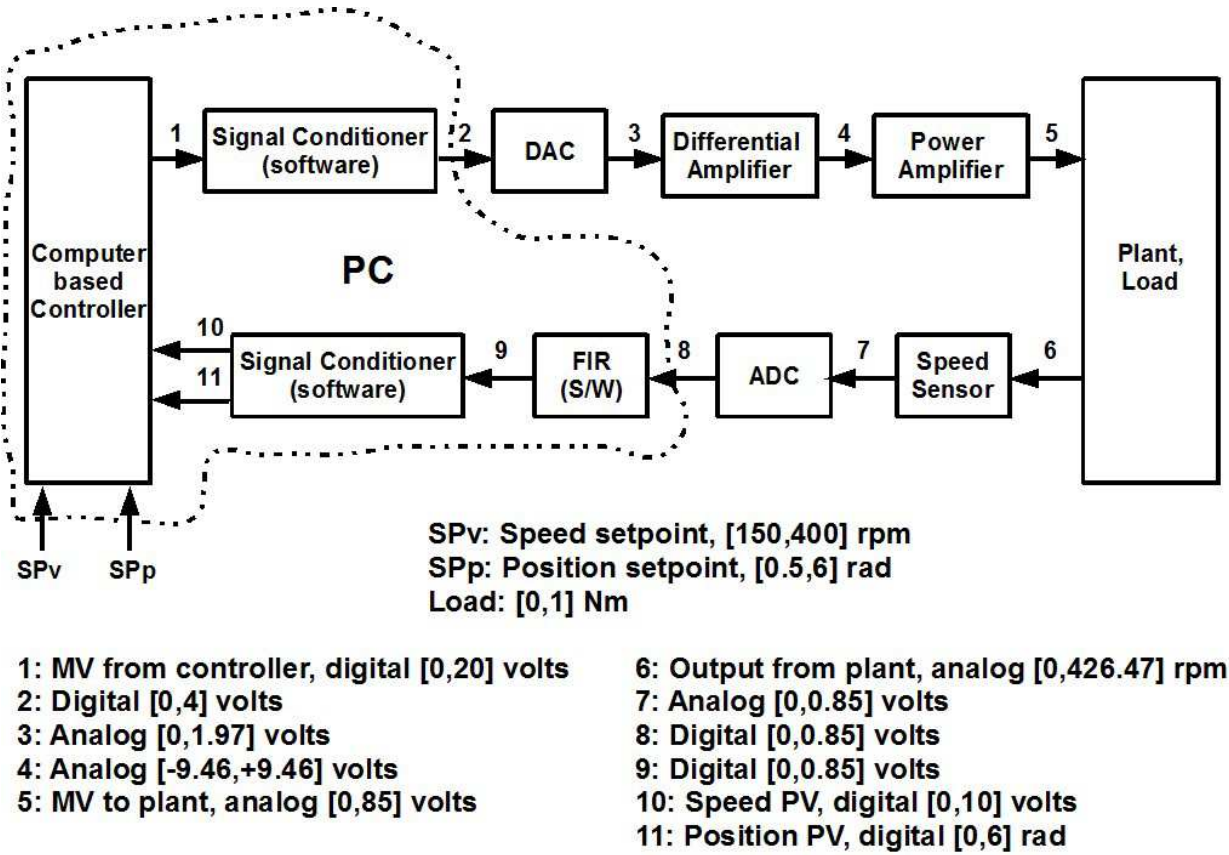 1
Signal Conditioner
(software)
2
DAC
3
Differential
Amplifier
4
Power
Amplifier
5
Computer
based
Controller
PC
Plant,
Load
10
11
Signal Conditioner
(software)
9
FIR
(S/W)
8
ADC
7
Speed
Sensor
6
SPv
SPp
SPv: Speed setpoint, [150,400] rpm
SPp: Position setpoint, [0.5,6] rad
Load: [0,1] Nm
1: MV from controller, digital [0,20] volts
2: Digital [0,4] volts
3: Analog [0,1.97] volts
4: Analog [-9.46,+9.46] volts
5: MV to plant, analog [0,85] volts
6: Output from plant, analog [0,426.47] rpm
7: Analog [0,0.85] volts
8: Digital [0,0.85] volts
9: Digital [0,0.85] volts
10: Speed PV, digital [0,10] volts
11: Position PV, digital [0,6] rad